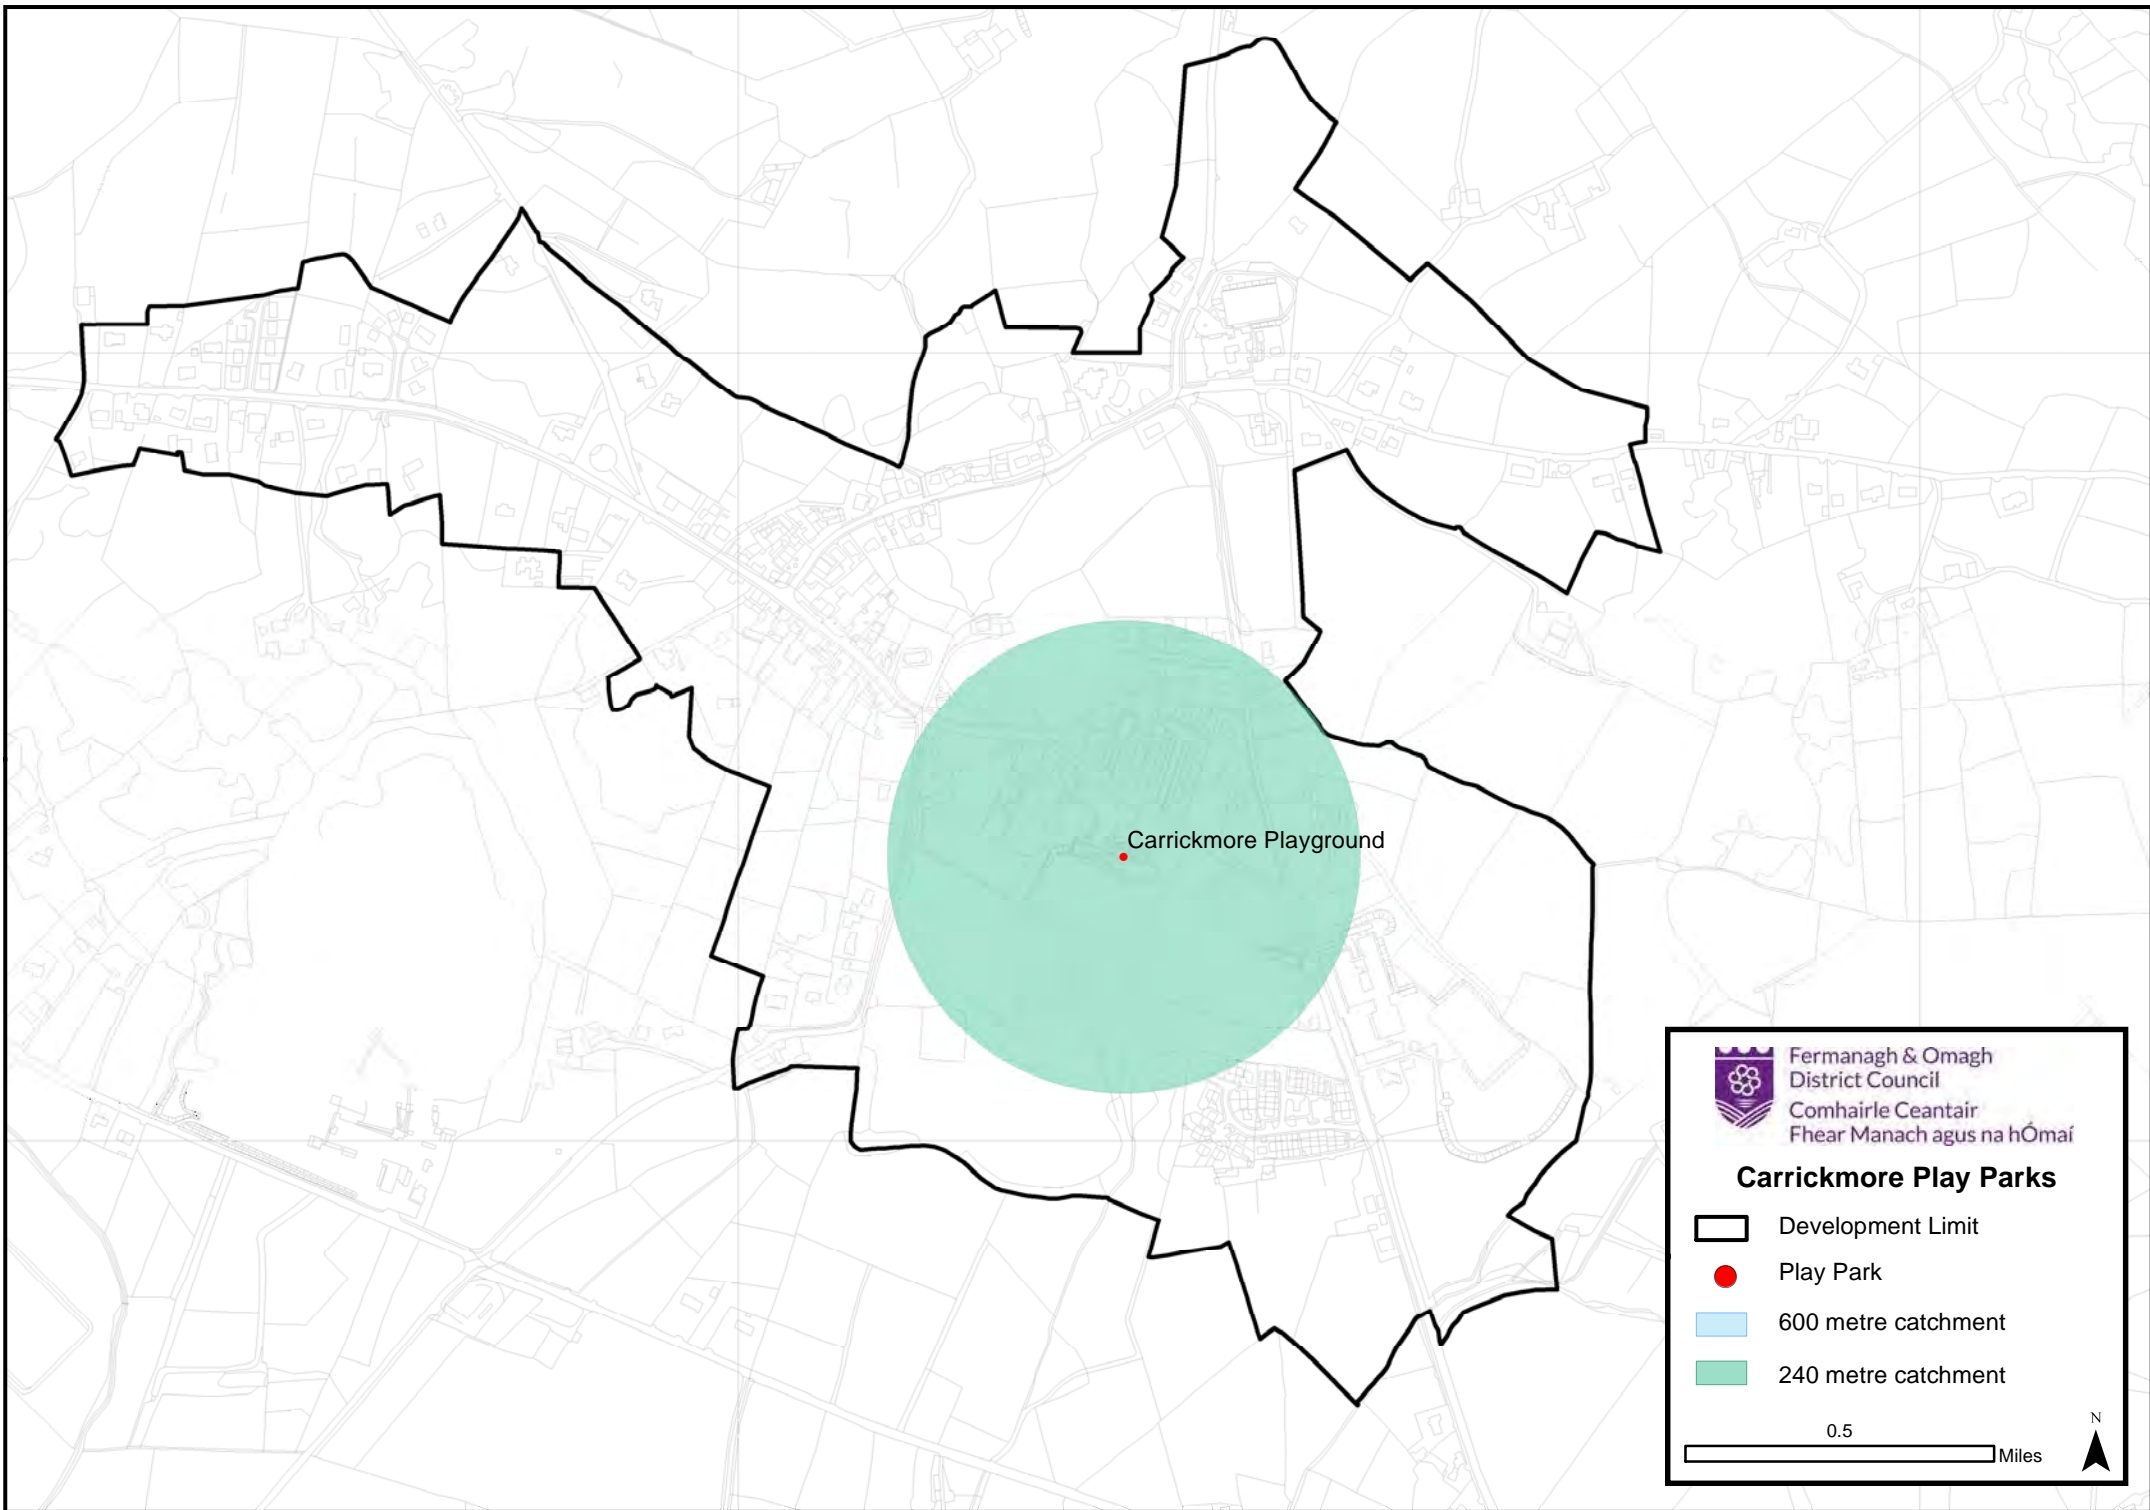 Carrickmore Playground
Fermanagh & Omagh
District Council
Comhairle Ceantair
Fhear Manach agus na hÓmaí
Carrickmore Play Parks
Development Limit
Play Park
600 metre catchment
240 metre catchment
N
0.5
Miles